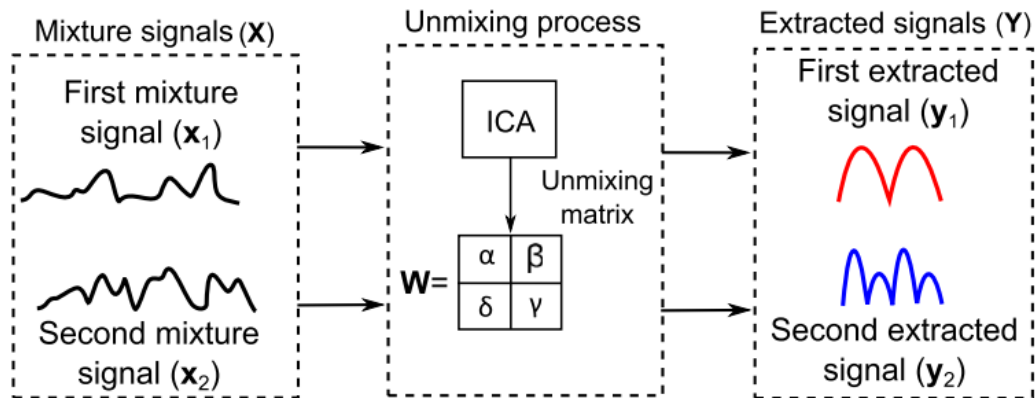 Mixture signals (X)
First mixture
signal (x₁)
Second mixture
signal (x₂)
Unmixing process
ICA
Unmixing
matrix
W=
α β
δ γ
Extracted signals (Y)
First extracted
signal (y₁)
Second extracted
signal (y₂)